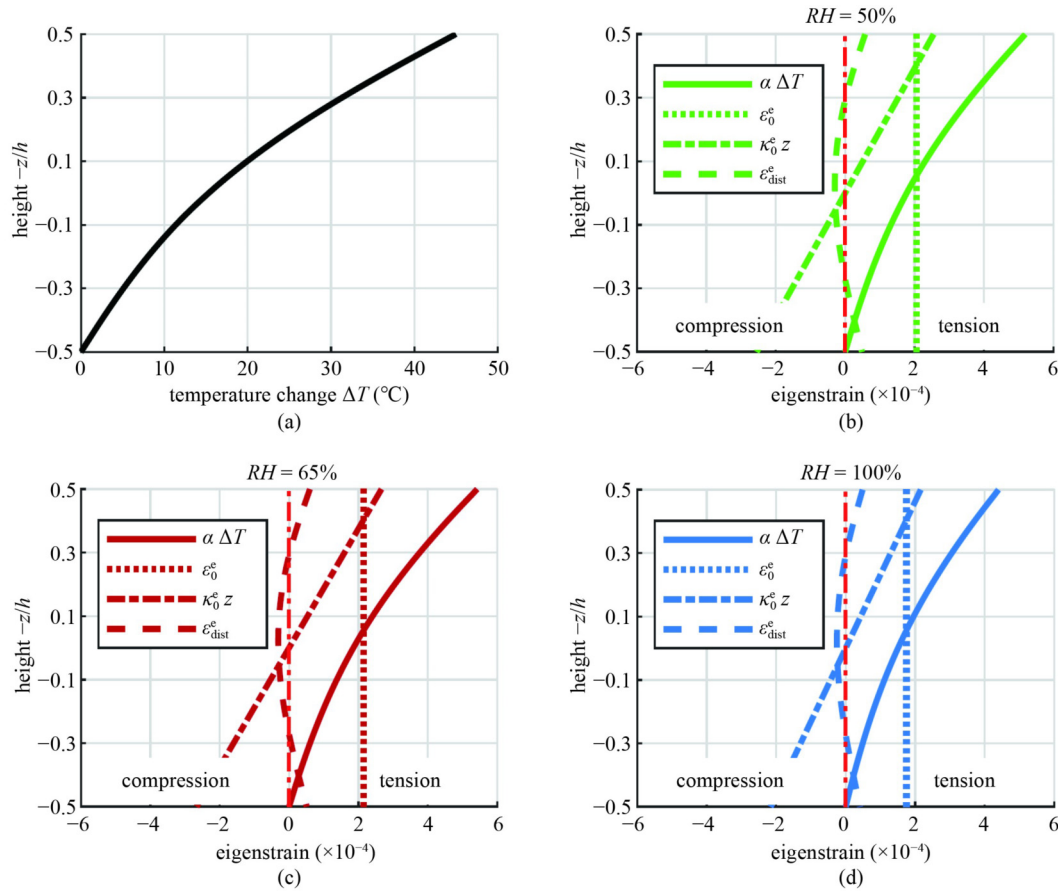 0.5
0.3
0.1
−0.1
−0.3
−0.5
height −z/h
0 10 20 30 40 50
temperature change ΔT (°C)
(a)
RH = 50%
0.5
0.3
0.1
−0.1
−0.3
−0.5
height −z/h
α ΔT
ε₀ᵉ
κ₀ᵉ z
εᵉ_dist
compression tension
−6 −4 −2 0 2 4 6
eigenstrain (×10⁻⁴)
(b)
RH = 65%
0.5
0.3
0.1
−0.1
−0.3
−0.5
height −z/h
α ΔT
ε₀ᵉ
κ₀ᵉ z
εᵉ_dist
compression tension
−6 −4 −2 0 2 4 6
eigenstrain (×10⁻⁴)
(c)
RH = 100%
0.5
0.3
0.1
−0.1
−0.3
−0.5
height −z/h
α ΔT
ε₀ᵉ
κ₀ᵉ z
εᵉ_dist
compression tension
−6 −4 −2 0 2 4 6
eigenstrain (×10⁻⁴)
(d)